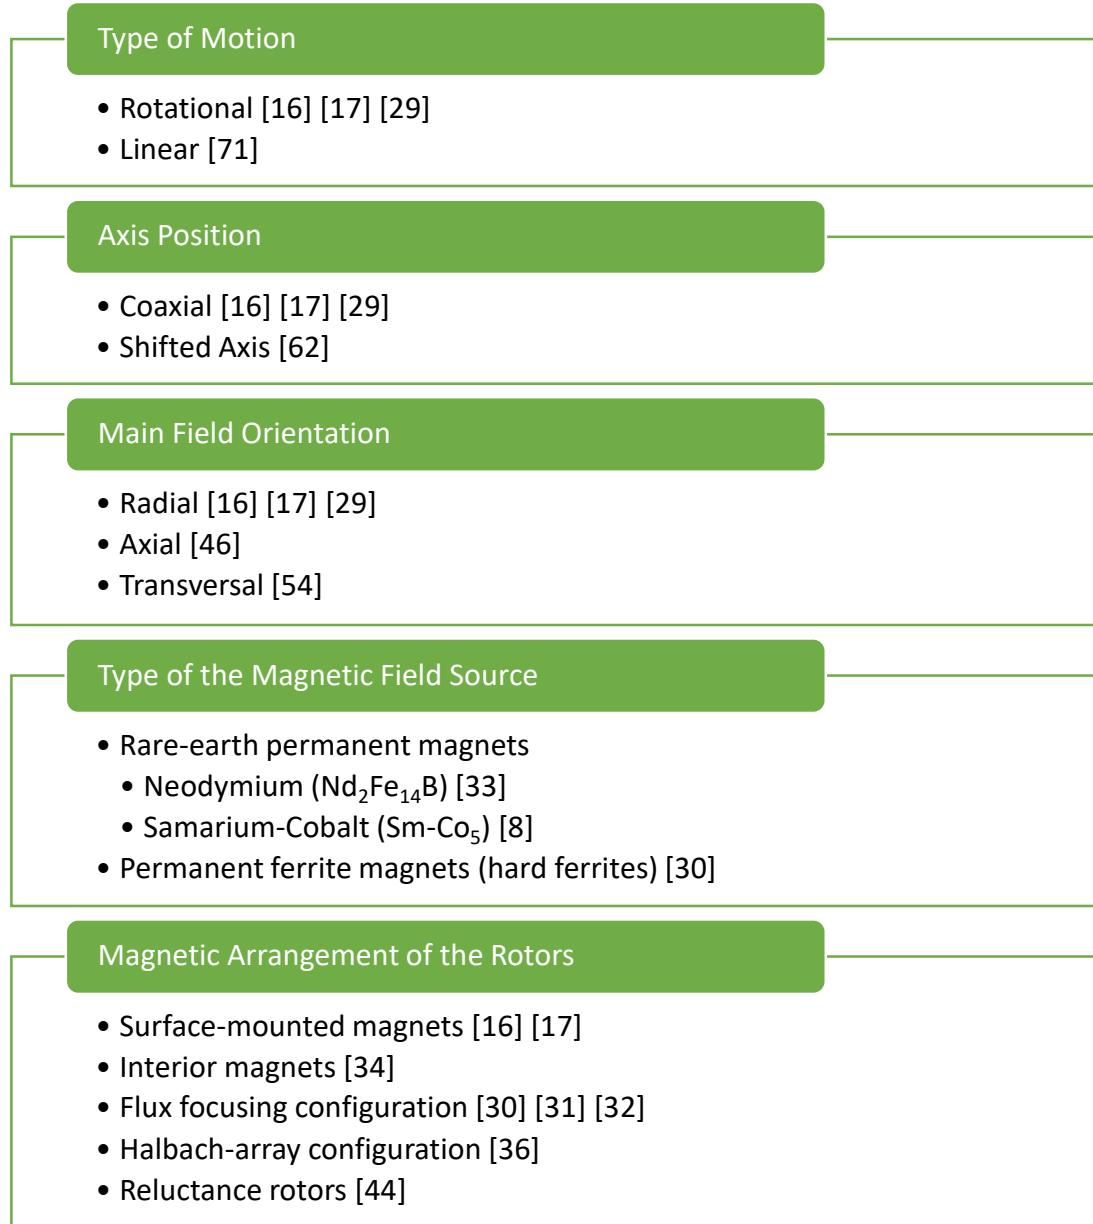 Type of Motion
• Rotational [16] [17] [29]
• Linear [71]
Axis Position
• Coaxial [16] [17] [29]
• Shifted Axis [62]
Main Field Orientation
• Radial [16] [17] [29]
• Axial [46]
• Transversal [54]
Type of the Magnetic Field Source
• Rare-earth permanent magnets
• Neodymium (Nd₂Fe₁₄B) [33]
• Samarium-Cobalt (Sm-Co₅) [8]
• Permanent ferrite magnets (hard ferrites) [30]
Magnetic Arrangement of the Rotors
• Surface-mounted magnets [16] [17]
• Interior magnets [34]
• Flux focusing configuration [30] [31] [32]
• Halbach-array configuration [36]
• Reluctance rotors [44]